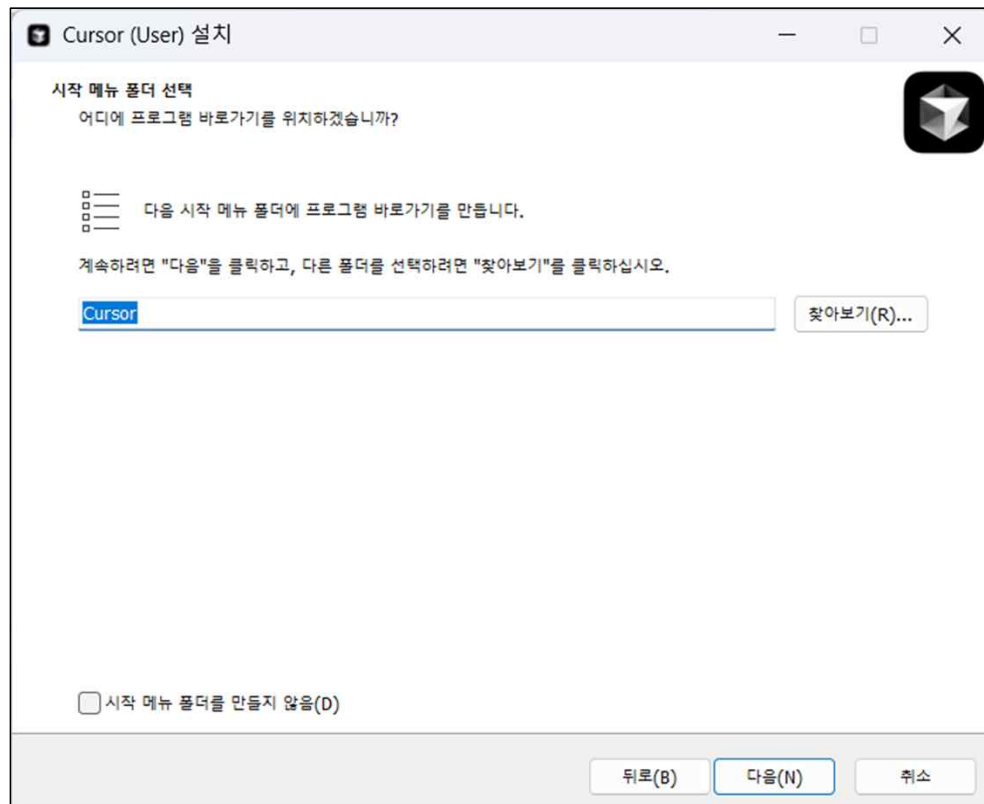 Cursor (User) 설치
시작 메뉴 폴더 선택
어디에 프로그램 바로가기를 위치하겠습니까?
다음 시작 메뉴 폴더에 프로그램 바로가기를 만듭니다.
계속하려면 "다음"을 클릭하고, 다른 폴더를 선택하려면 "찾아보기"를 클릭하십시오.
Cursor
찾아보기(R)...
시작 메뉴 폴더를 만들지 않음(D)
뒤로(B)
다음(N)
취소